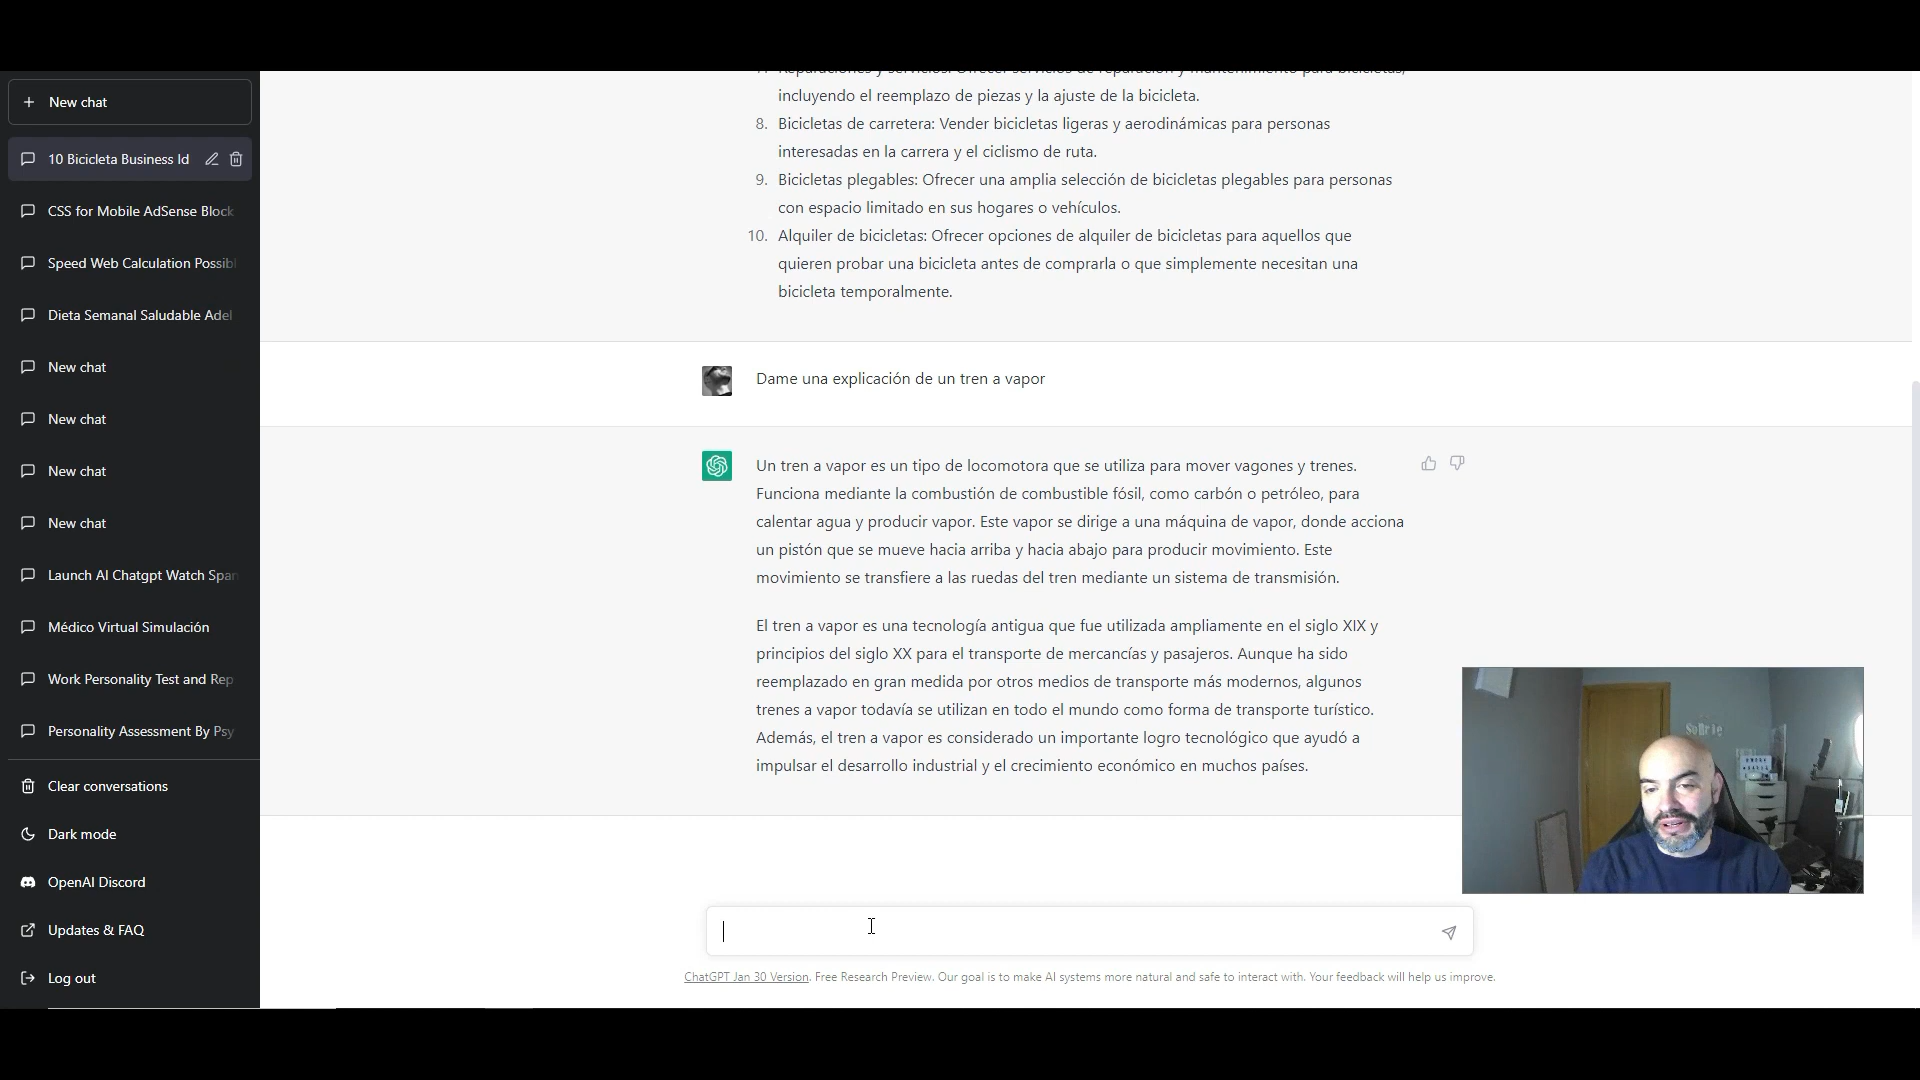 New chat
10 Bicicleta Business Id
CSS for Mobile AdSense Block
Speed Web Calculation Possib
Dieta Semanal Saludable Adel
New chat
New chat
New chat
New chat
Launch AI Chatgpt Watch Span
Médico Virtual Simulación
Work Personality Test and Rep
Personality Assessment By Psy
Clear conversations
Dark mode
OpenAI Discord
Updates & FAQ
Log out
7. Reparaciones y servicios: Ofrecer servicios de reparación y mantenimiento para bicicletas,
incluyendo el reemplazo de piezas y la ajuste de la bicicleta.
8. Bicicletas de carretera: Vender bicicletas ligeras y aerodinámicas para personas
interesadas en la carrera y el ciclismo de ruta.
9. Bicicletas plegables: Ofrecer una amplia selección de bicicletas plegables para personas
con espacio limitado en sus hogares o vehículos.
10. Alquiler de bicicletas: Ofrecer opciones de alquiler de bicicletas para aquellos que
quieren probar una bicicleta antes de comprarla o que simplemente necesitan una
bicicleta temporalmente.
Dame una explicación de un tren a vapor
Un tren a vapor es un tipo de locomotora que se utiliza para mover vagones y trenes.
Funciona mediante la combustión de combustible fósil, como carbón o petróleo, para
calentar agua y producir vapor. Este vapor se dirige a una máquina de vapor, donde acciona
un pistón que se mueve hacia arriba y hacia abajo para producir movimiento. Este
movimiento se transfiere a las ruedas del tren mediante un sistema de transmisión.
El tren a vapor es una tecnología antigua que fue utilizada ampliamente en el siglo XIX y
principios del siglo XX para el transporte de mercancías y pasajeros. Aunque ha sido
reemplazado en gran medida por otros medios de transporte más modernos, algunos
trenes a vapor todavía se utilizan en todo el mundo como forma de transporte turístico.
Además, el tren a vapor es considerado un importante logro tecnológico que ayudó a
impulsar el desarrollo industrial y el crecimiento económico en muchos países.
ChatGPT Jan 30 Version. Free Research Preview. Our goal is to make AI systems more natural and safe to interact with. Your feedback will help us improve.